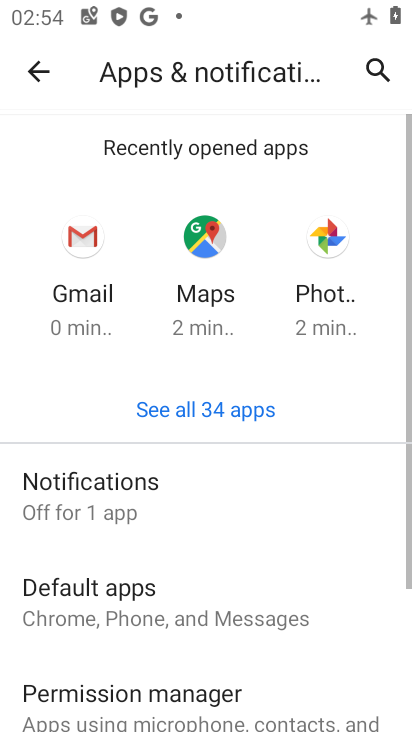 02:54
Apps & notificati...
Recently opened apps
Gmail
Maps
Phot..
0 min..
2 min..
2 min..
See all 34 apps
Notifications
Off for 1 app
Default apps
Chrome, Phone, and Messages
Permission manager
Apps using microphone, contacts, and